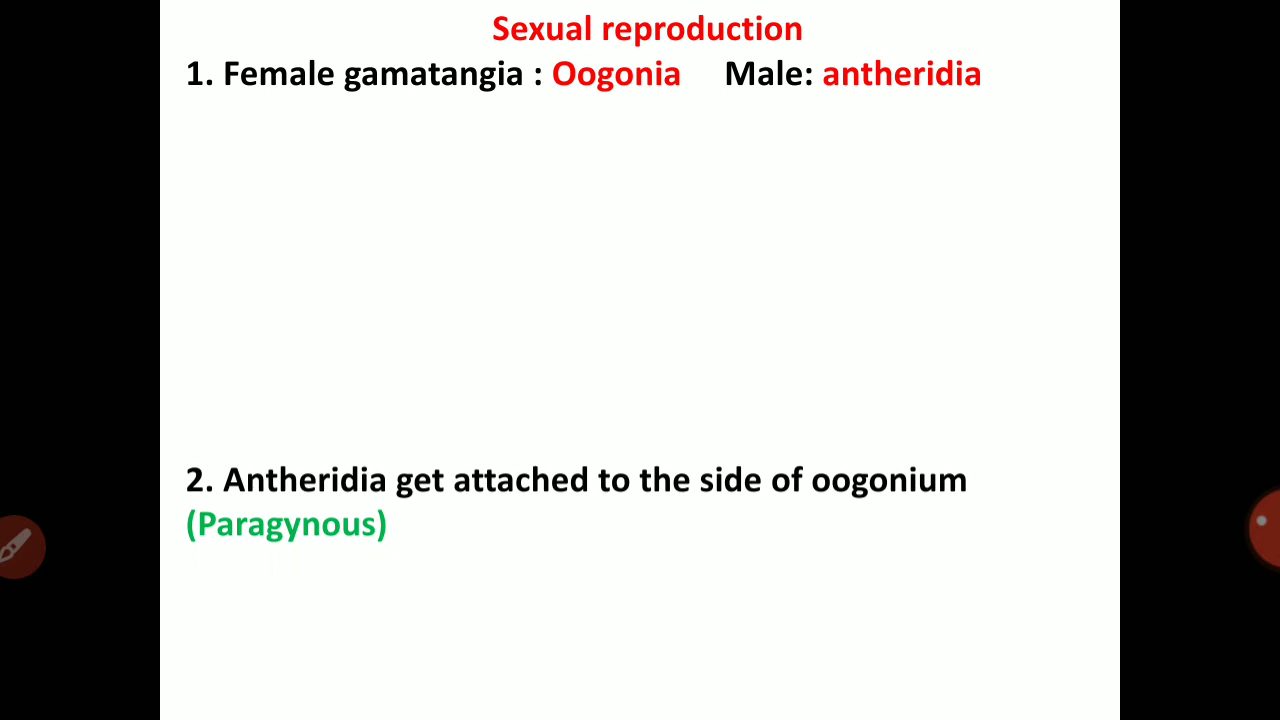 Sexual reproduction
1. Female gamatangia : Oogonia Male: antheridia
2. Antheridia get attached to the side of oogonium
(Paragynous)